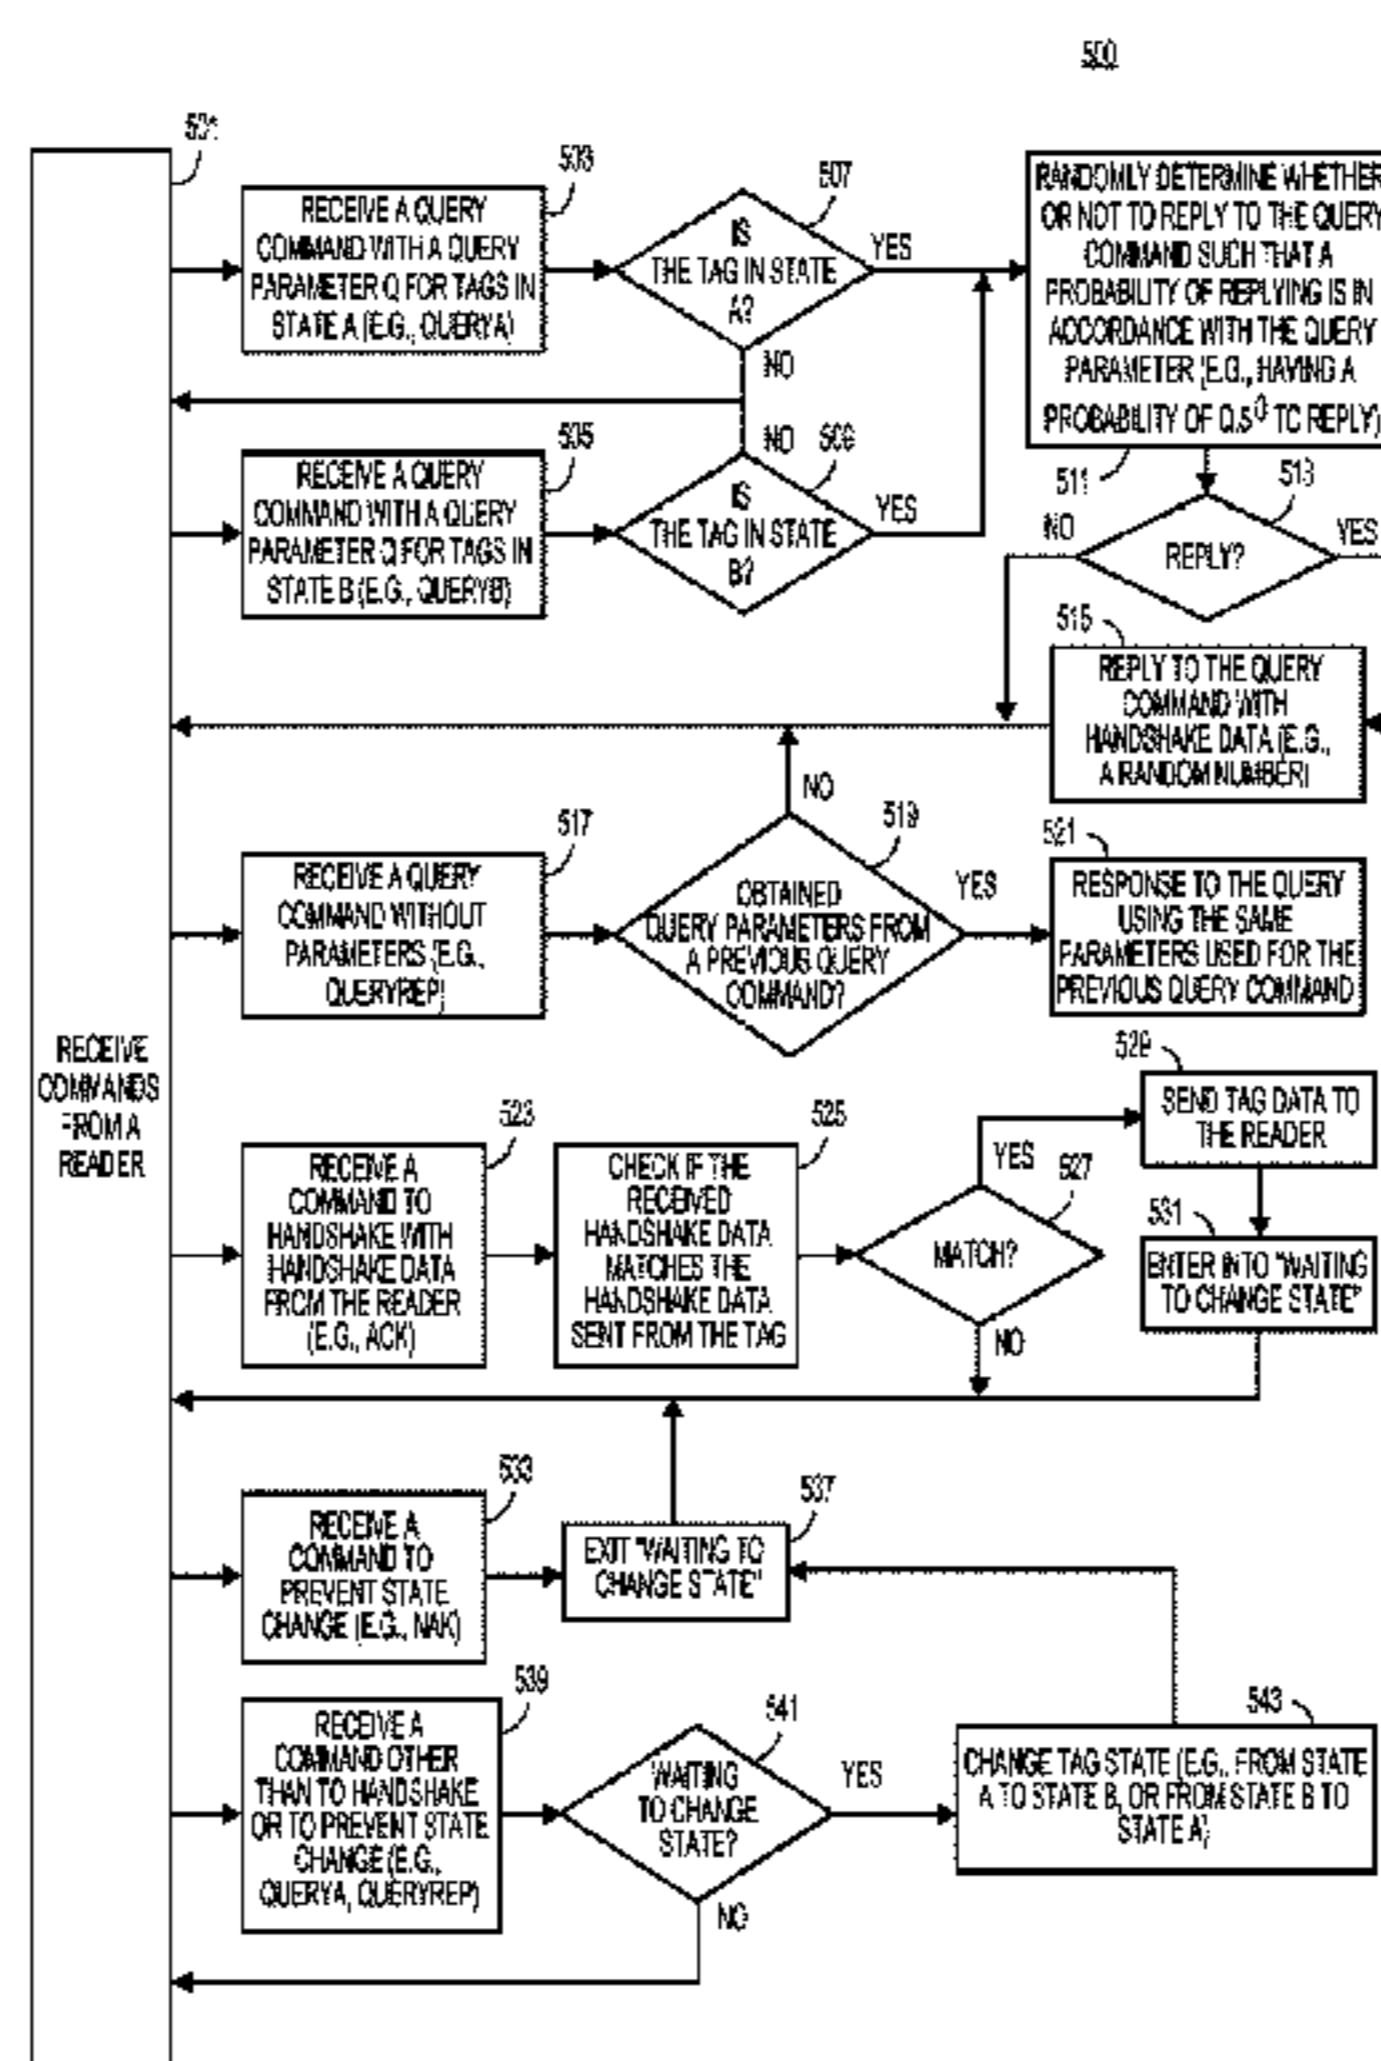 500
501
503
RECEIVE A QUERY
COMMAND WITH A QUERY
PARAMETER Q FOR TAGS IN
STATE A (E.G., QUERYA)
507
IS
THE TAG IN STATE
A?
YES
NO
RANDOMLY DETERMINE WHETHER
OR NOT TO REPLY TO THE QUERY
COMMAND SUCH THAT A
PROBABILITY OF REPLYING IS IN
ACCORDANCE WITH THE QUERY
PARAMETER (E.G., HAVING A
PROBABILITY OF 0.5^Q TO REPLY)
511
505
RECEIVE A QUERY
COMMAND WITH A QUERY
PARAMETER Q FOR TAGS IN
STATE B (E.G., QUERYB)
NO
509
IS
THE TAG IN STATE
B?
YES
513
NO
REPLY?
YES
515
REPLY TO THE QUERY
COMMAND WITH
HANDSHAKE DATA (E.G.,
A RANDOM NUMBER)
517
RECEIVE A QUERY
COMMAND WITHOUT
PARAMETERS (E.G.,
QUERYREP)
NO
519
OBTAINED
QUERY PARAMETERS FROM
A PREVIOUS QUERY
COMMAND?
YES
521
RESPONSE TO THE QUERY
USING THE SAME
PARAMETERS USED FOR THE
PREVIOUS QUERY COMMAND
RECEIVE
COMMANDS
FROM A
READER
523
RECEIVE A
COMMAND TO
HANDSHAKE WITH
HANDSHAKE DATA
FROM THE READER
(E.G., ACK)
525
CHECK IF THE
RECEIVED
HANDSHAKE DATA
MATCHES THE
HANDSHAKE DATA
SENT FROM THE TAG
YES
527
MATCH?
NO
529
SEND TAG DATA TO
THE READER
531
ENTER INTO "WAITING
TO CHANGE STATE"
533
RECEIVE A
COMMAND TO
PREVENT STATE
CHANGE (E.G., NAK)
537
EXIT "WAITING TO
CHANGE STATE"
539
RECEIVE A
COMMAND OTHER
THAN TO HANDSHAKE
OR TO PREVENT STATE
CHANGE (E.G.,
QUERYA, QUERYREP)
541
WAITING
TO CHANGE
STATE?
YES
NO
543
CHANGE TAG STATE (E.G., FROM STATE
A TO STATE B, OR FROM STATE B TO
STATE A)